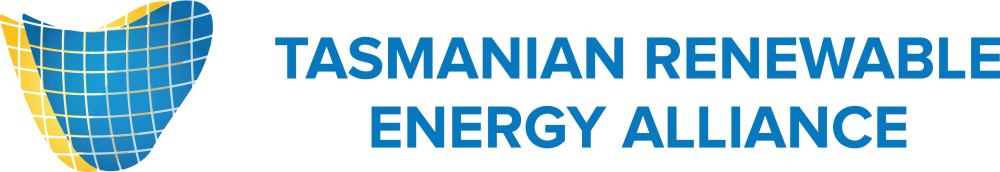 TASMANIAN RENEWABLE
ENERGY ALLIANCE